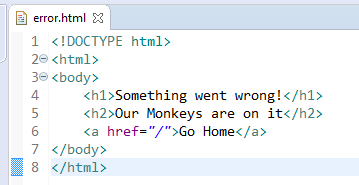 error.html
1 <!DOCTYPE html>
2 <html>
3 <body>
4     <h1>Something went wrong!</h1>
5     <h2>Our Monkeys are on it</h2>
6     <a href="/">Go Home</a>
7 </body>
8 </html>